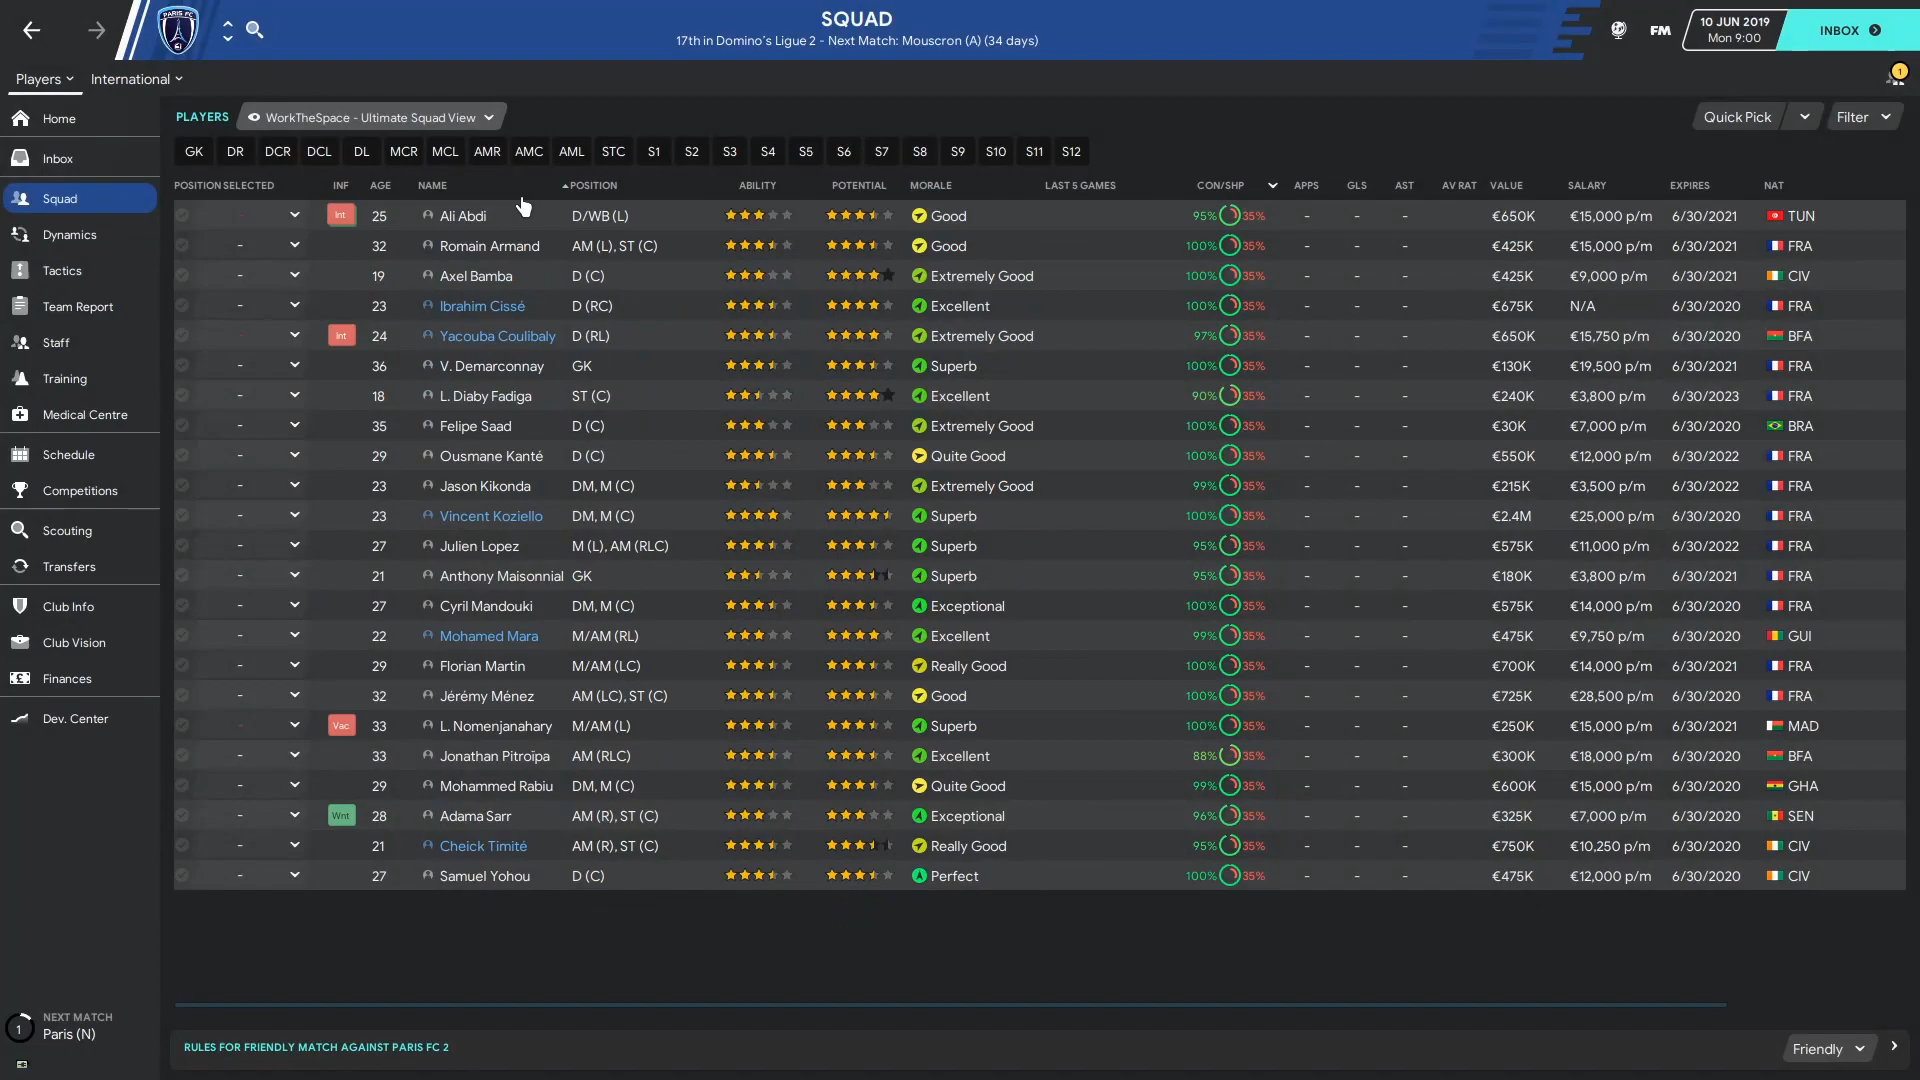 PARIS FC
SQUAD
17th in Domino's Ligue 2 - Next Match: Mouscron (A) (34 days)
FM
10 JUN 2019
Mon 9:00
INBOX
Players
International
1
Home
Inbox
Squad
Dynamics
Tactics
Team Report
Staff
Training
Medical Centre
Schedule
Competitions
Scouting
Transfers
Club Info
Club Vision
Finances
Dev. Center
PLAYERS WorkTheSpace - Ultimate Squad View Quick Pick Filter
GK DR DCR DCL DL MCR MCL AMR AMC AML STC S1 S2 S3 S4 S5 S6 S7 S8 S9 S10 S11 S12
POSITION SELECTED INF AGE NAME POSITION ABILITY POTENTIAL MORALE LAST 5 GAMES CON/SHP APPS GLS AST AV RAT VALUE SALARY EXPIRES NAT
- Int 25 Ali Abdi D/WB (L) Good 95% 35% - - - €650K €15,000 p/m 6/30/2021 TUN
- 32 Romain Armand AM (L), ST (C) Good 100% 35% - - - €425K €15,000 p/m 6/30/2021 FRA
- 19 Axel Bamba D (C) Extremely Good 100% 35% - - - €425K €9,000 p/m 6/30/2021 CIV
- 23 Ibrahim Cissé D (RC) Excellent 100% 35% - - - €675K N/A 6/30/2020 FRA
- Int 24 Yacouba Coulibaly D (RL) Extremely Good 97% 35% - - - €650K €15,750 p/m 6/30/2020 BFA
- 36 V. Demarconnay GK Superb 100% 35% - - - €130K €19,500 p/m 6/30/2021 FRA
- 18 L. Diaby Fadiga ST (C) Excellent 90% 35% - - - €240K €3,800 p/m 6/30/2023 FRA
- 35 Felipe Saad D (C) Extremely Good 100% 35% - - - €30K €7,000 p/m 6/30/2020 BRA
- 29 Ousmane Kanté D (C) Quite Good 100% 35% - - - €550K €12,000 p/m 6/30/2022 FRA
- 23 Jason Kikonda DM, M (C) Extremely Good 99% 35% - - - €215K €3,500 p/m 6/30/2022 FRA
- 23 Vincent Koziello DM, M (C) Superb 100% 35% - - - €2.4M €25,000 p/m 6/30/2020 FRA
- 27 Julien Lopez M (L), AM (RLC) Superb 95% 35% - - - €575K €11,000 p/m 6/30/2022 FRA
- 21 Anthony Maisonnial GK Superb 95% 35% - - - €180K €3,800 p/m 6/30/2021 FRA
- 27 Cyril Mandouki DM, M (C) Exceptional 100% 35% - - - €575K €14,000 p/m 6/30/2020 FRA
- 22 Mohamed Mara M/AM (RL) Excellent 99% 35% - - - €475K €9,750 p/m 6/30/2020 GUI
- 29 Florian Martin M/AM (LC) Really Good 100% 35% - - - €700K €14,000 p/m 6/30/2021 FRA
- 32 Jérémy Ménez AM (LC), ST (C) Good 100% 35% - - - €725K €28,500 p/m 6/30/2020 FRA
- Vac 33 L. Nomenjanahary M/AM (L) Superb 100% 35% - - - €250K €15,000 p/m 6/30/2021 MAD
- 33 Jonathan Pitroïpa AM (RLC) Excellent 88% 35% - - - €300K €18,000 p/m 6/30/2020 BFA
- 29 Mohammed Rabiu DM, M (C) Quite Good 99% 35% - - - €600K €15,000 p/m 6/30/2020 GHA
- Wnt 28 Adama Sarr AM (R), ST (C) Exceptional 96% 35% - - - €325K €7,000 p/m 6/30/2020 SEN
- 21 Cheick Timité AM (R), ST (C) Really Good 95% 35% - - - €750K €10,250 p/m 6/30/2020 CIV
- 27 Samuel Yohou D (C) Perfect 100% 35% - - - €475K €12,000 p/m 6/30/2020 CIV
1
NEXT MATCH
Paris (N)
RULES FOR FRIENDLY MATCH AGAINST PARIS FC 2
Friendly